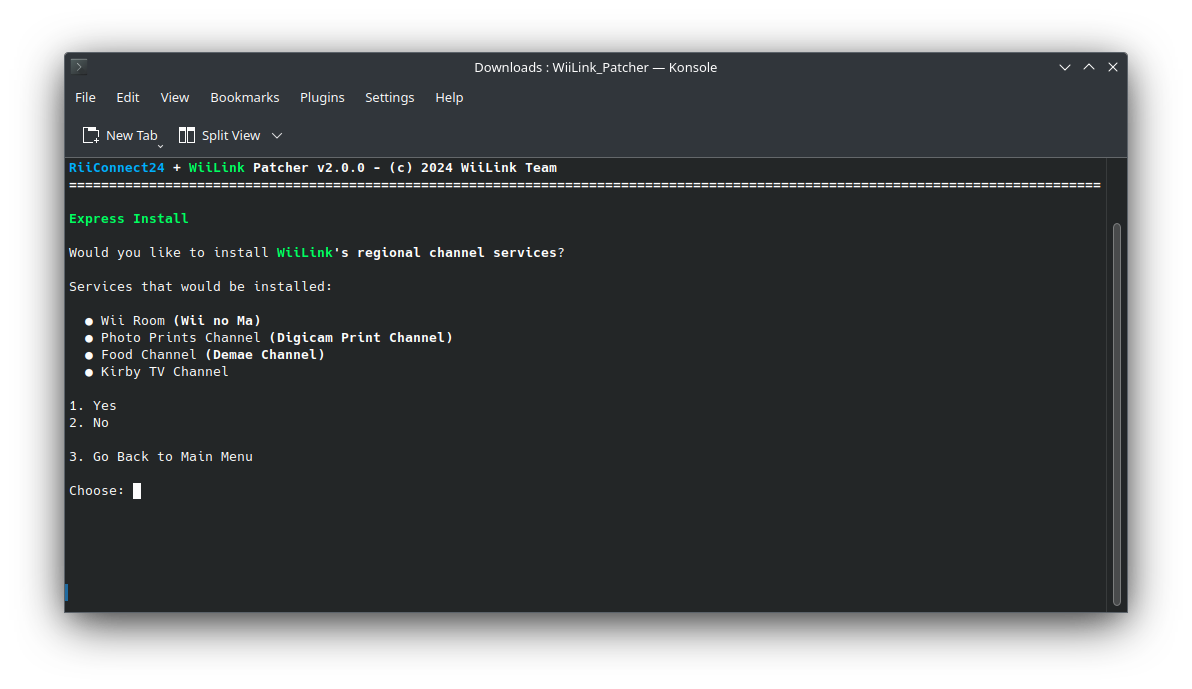 Downloads : WiiLink_Patcher — Konsole
File Edit View Bookmarks Plugins Settings Help
New Tab Split View
RiiConnect24 + WiiLink Patcher v2.0.0 - (c) 2024 WiiLink Team
=================================================================================================================================
Express Install
Would you like to install WiiLink's regional channel services?
Services that would be installed:
● Wii Room (Wii no Ma)
● Photo Prints Channel (Digicam Print Channel)
● Food Channel (Demae Channel)
● Kirby TV Channel
1. Yes
2. No
3. Go Back to Main Menu
Choose: